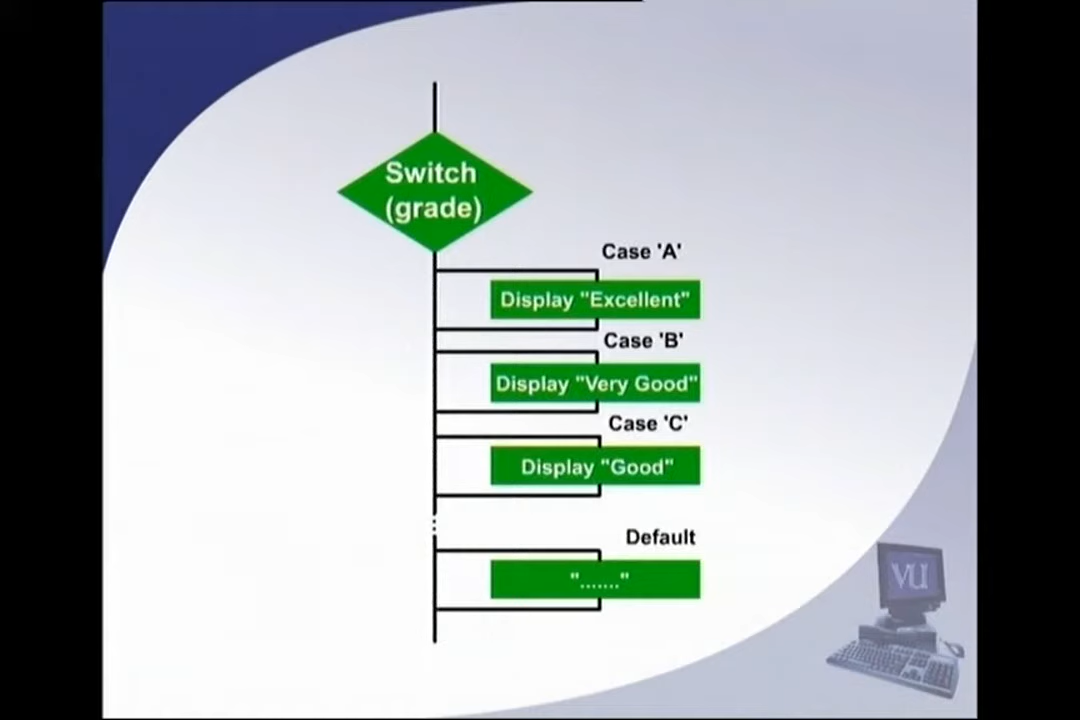 Switch
(grade)
Case 'A'
Display "Excellent"
Case 'B'
Display "Very Good"
Case 'C'
Display "Good"
Default
"......."
VU